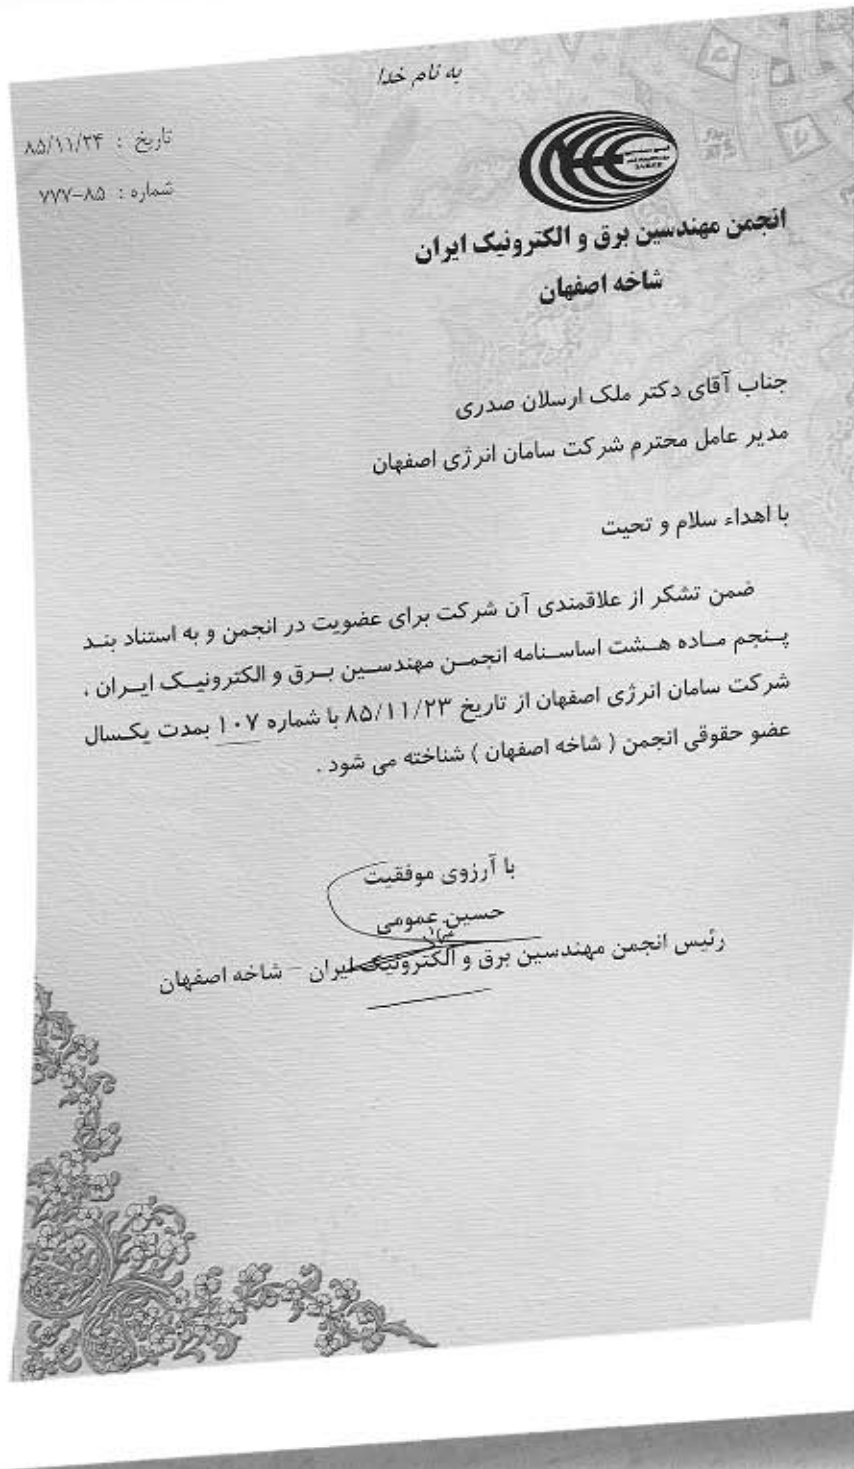 به نام خدا
تاریخ : ۸۵/۱۱/۲۴
شماره : ۸۵-۷۷۷
انجمن مهندسین برق و الکترونیک ایران
شاخه اصفهان
جناب آقای دکتر ملک ارسلان صدری
مدیر عامل محترم شرکت سامان انرژی اصفهان
با اهداء سلام و تحیت
ضمن تشکر از علاقمندی آن شرکت برای عضویت در انجمن و به استناد بند
پنجم ماده هشت اساسنامه انجمن مهندسین برق و الکترونیک ایران ،
شرکت سامان انرژی اصفهان از تاریخ ۸۵/۱۱/۲۳ با شماره ۱۰۷ بمدت یکسال
عضو حقوقی انجمن ( شاخه اصفهان ) شناخته می شود .
با آرزوی موفقیت
حسین عمومی
رئیس انجمن مهندسین برق و الکترونیک ایران - شاخه اصفهان